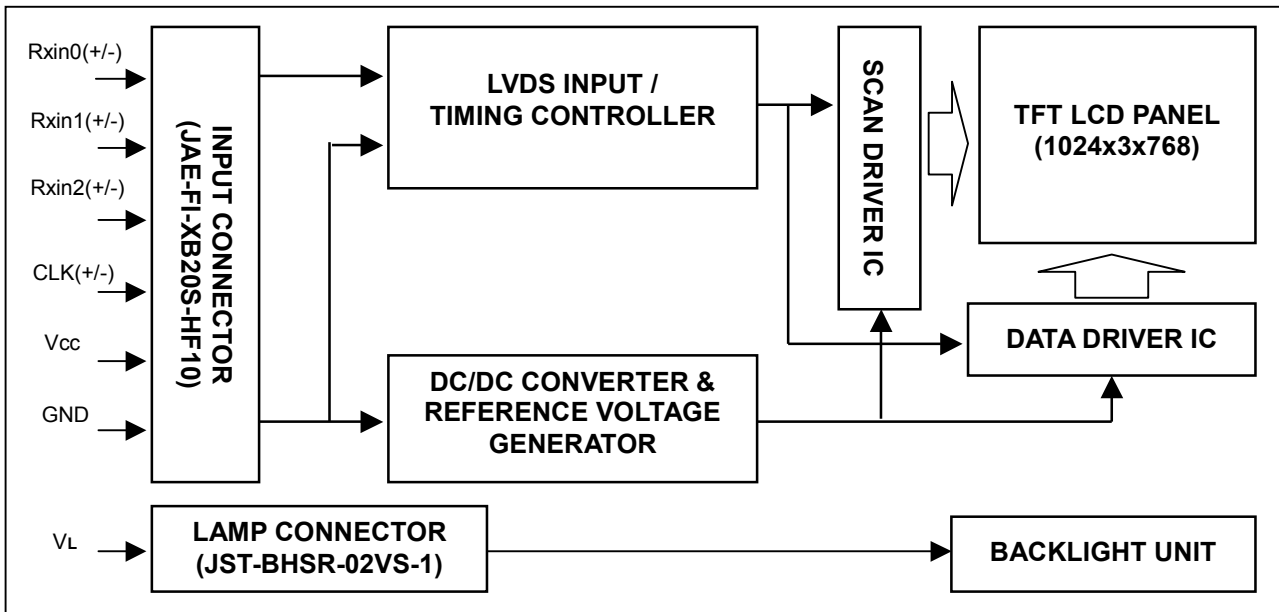 Rxin0(+/-)
Rxin1(+/-)
Rxin2(+/-)
CLK(+/-)
Vcc
GND
INPUT CONNECTOR
(JAE-FI-XB20S-HF10)
LVDS INPUT /
TIMING CONTROLLER
SCAN DRIVER IC
TFT LCD PANEL
(1024x3x768)
DATA DRIVER IC
DC/DC CONVERTER &
REFERENCE VOLTAGE
GENERATOR
VL
LAMP CONNECTOR
(JST-BHSR-02VS-1)
BACKLIGHT UNIT